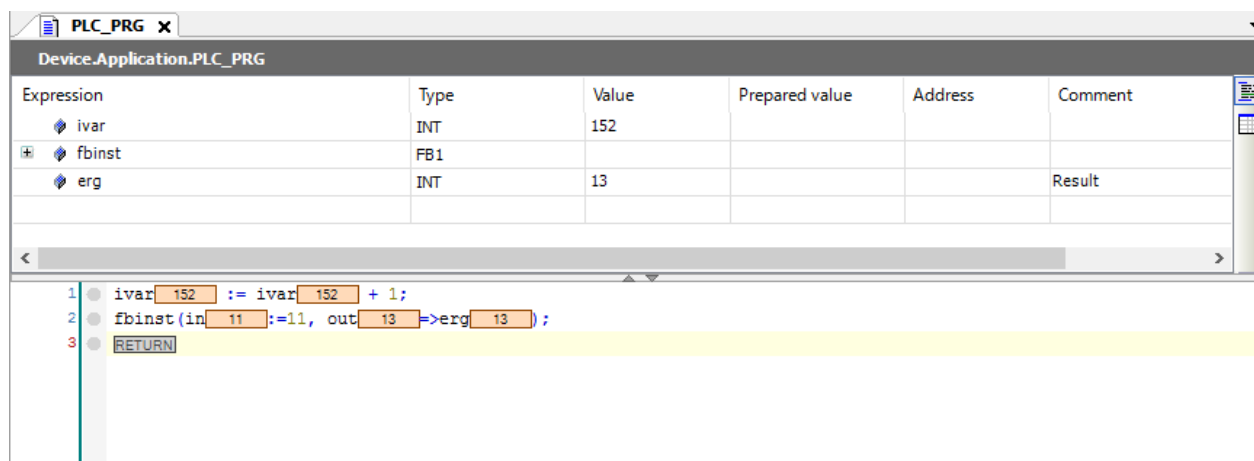 PLC_PRG X
Device.Application.PLC_PRG
Expression Type Value Prepared value Address Comment
ivar INT 152
fbinst FB1
erg INT 13 Result
1 ivar 152 := ivar 152 + 1;
2 fbinst(in 11 :=11, out 13 =>erg 13 );
3 RETURN